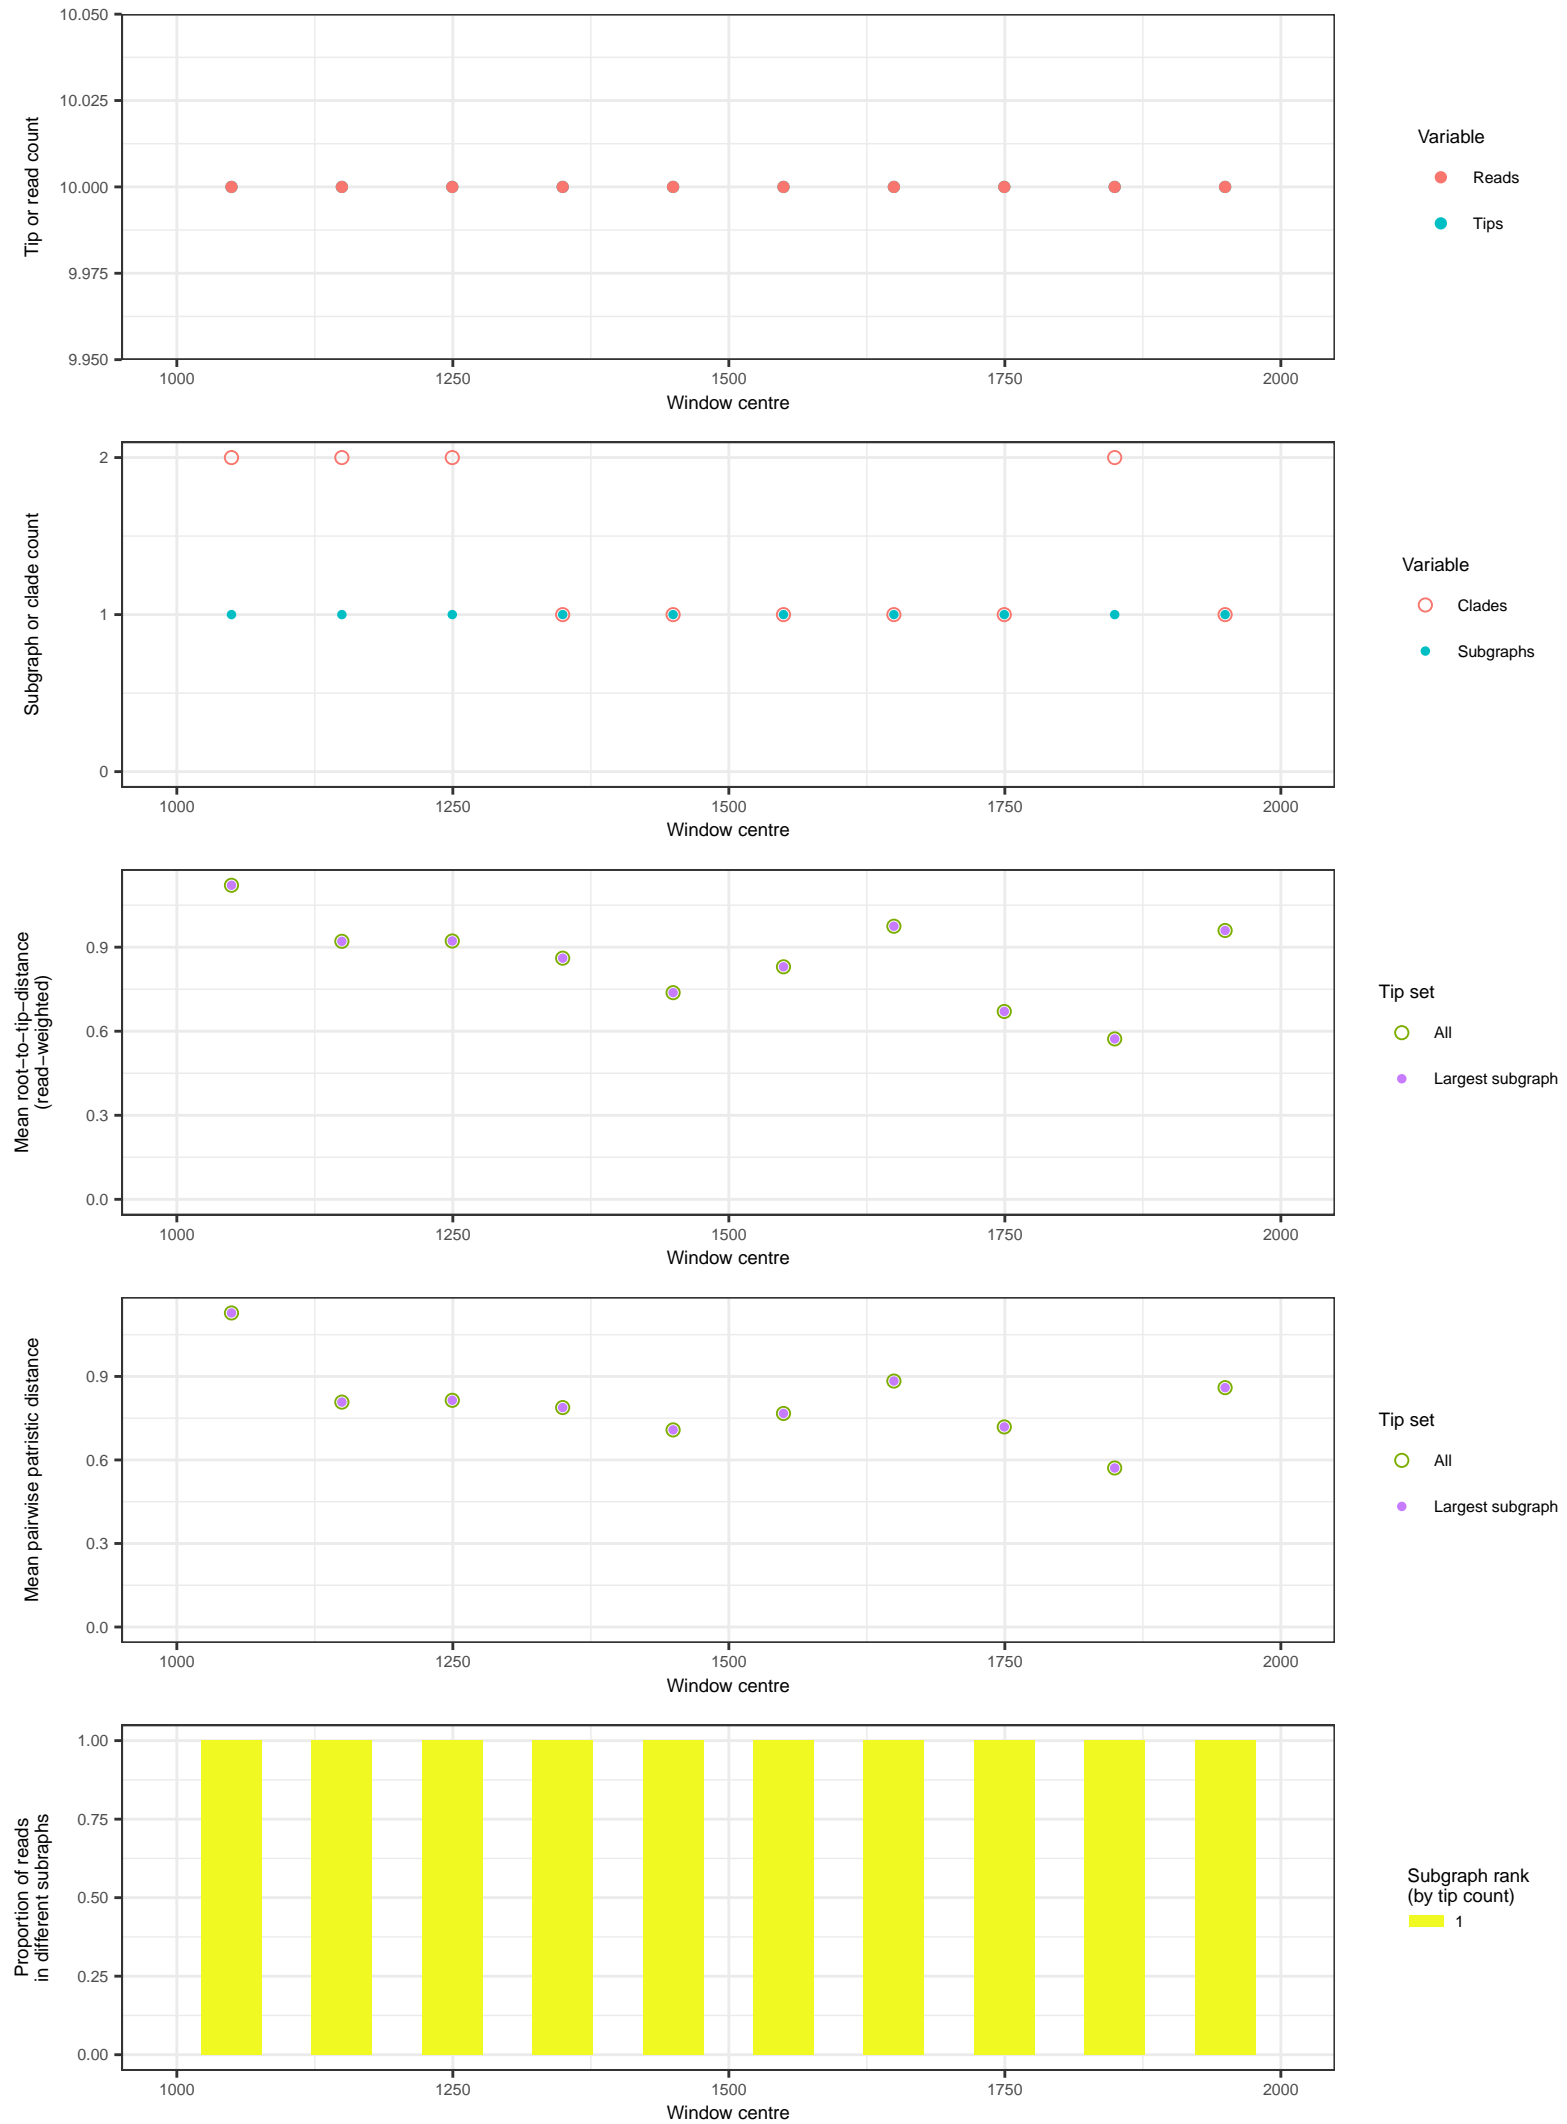 10.050
10.025
10.000
9.975
9.950
Tip or read count
1000 1250 1500 1750 2000
Window centre
Variable
Reads
Tips
2
1
0
Subgraph or clade count
1000 1250 1500 1750 2000
Window centre
Variable
Clades
Subgraphs
0.9
0.6
0.3
0.0
Mean root−to−tip−distance
(read−weighted)
1000 1250 1500 1750 2000
Window centre
Tip set
All
Largest subgraph
0.9
0.6
0.3
0.0
Mean pairwise patristic distance
1000 1250 1500 1750 2000
Window centre
Tip set
All
Largest subgraph
1.00
0.75
0.50
0.25
0.00
Proportion of reads
in different subraphs
1000 1250 1500 1750 2000
Window centre
Subgraph rank
(by tip count)
1